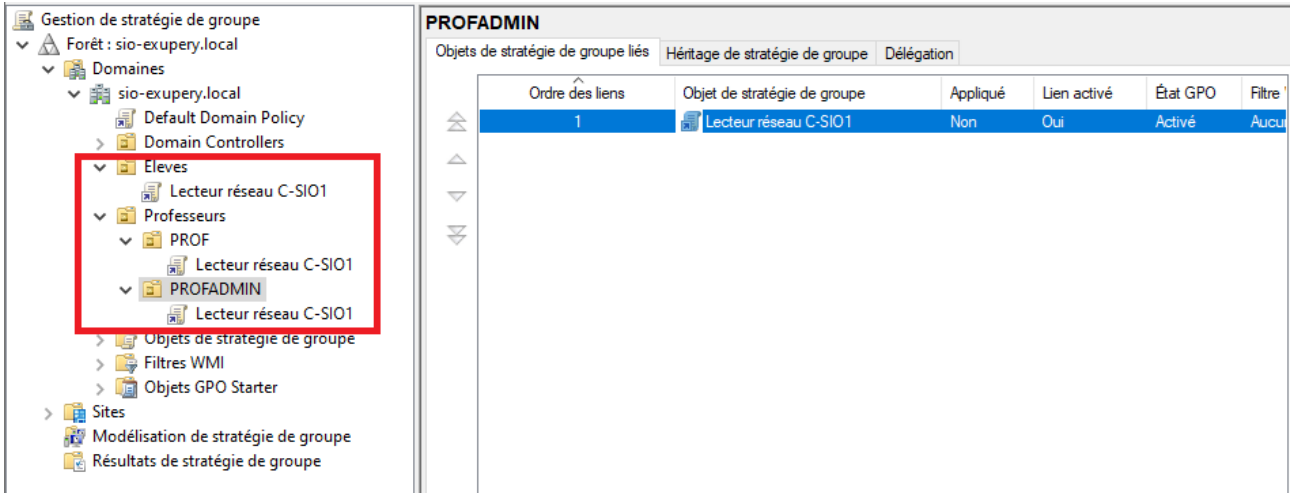 Gestion de stratégie de groupe
Forêt : sio-exupery.local
Domaines
sio-exupery.local
Default Domain Policy
Domain Controllers
Eleves
Lecteur réseau C-SIO1
Professeurs
PROF
Lecteur réseau C-SIO1
PROFADMIN
Lecteur réseau C-SIO1
Objets de stratégie de groupe
Filtres WMI
Objets GPO Starter
Sites
Modélisation de stratégie de groupe
Résultats de stratégie de groupe
PROFADMIN
Objets de stratégie de groupe liés Héritage de stratégie de groupe Délégation
Ordre des liens Objet de stratégie de groupe Appliqué Lien activé État GPO Filtre
1 Lecteur réseau C-SIO1 Non Oui Activé Aucu